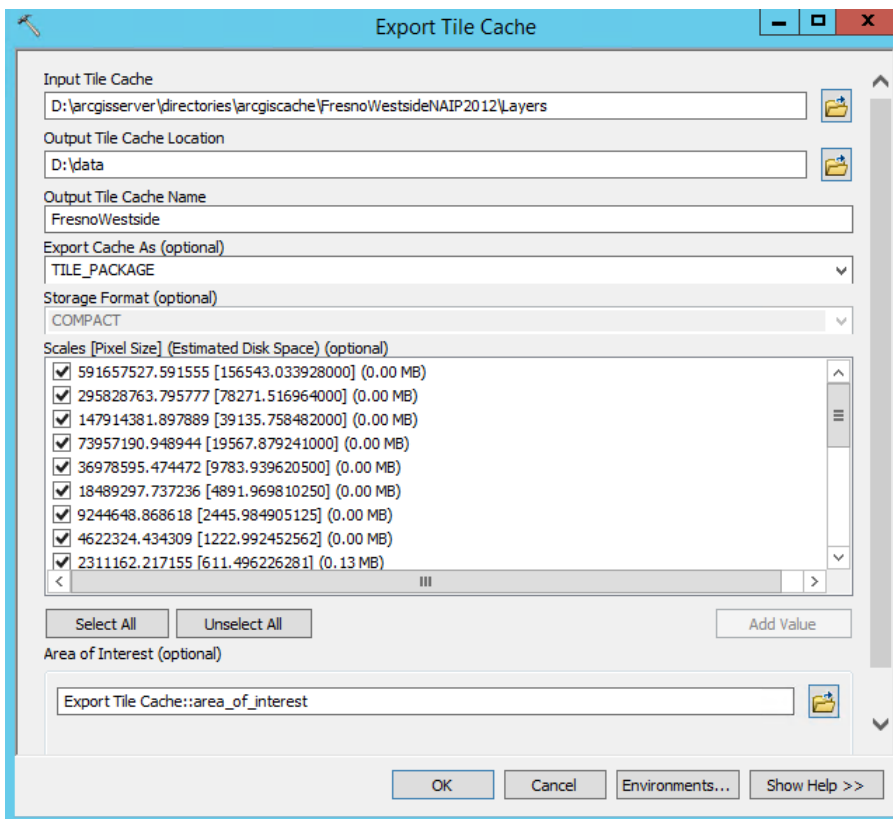 Export Tile Cache
Input Tile Cache
D:\arcgisserver\directories\arcgiscache\FresnoWestsideNAIP2012\Layers
Output Tile Cache Location
D:\data
Output Tile Cache Name
FresnoWestside
Export Cache As (optional)
TILE_PACKAGE
Storage Format (optional)
COMPACT
Scales [Pixel Size] (Estimated Disk Space) (optional)
591657527.591555 [156543.033928000] (0.00 MB)
295828763.795777 [78271.516964000] (0.00 MB)
147914381.897889 [39135.758482000] (0.00 MB)
73957190.948944 [19567.879241000] (0.00 MB)
36978595.474472 [9783.939620500] (0.00 MB)
18489297.737236 [4891.969810250] (0.00 MB)
9244648.868618 [2445.984905125] (0.00 MB)
4622324.434309 [1222.992452562] (0.00 MB)
2311162.217155 [611.496226281] (0.13 MB)
Select All Unselect All Add Value
Area of Interest (optional)
Export Tile Cache::area_of_interest
OK Cancel Environments... Show Help >>